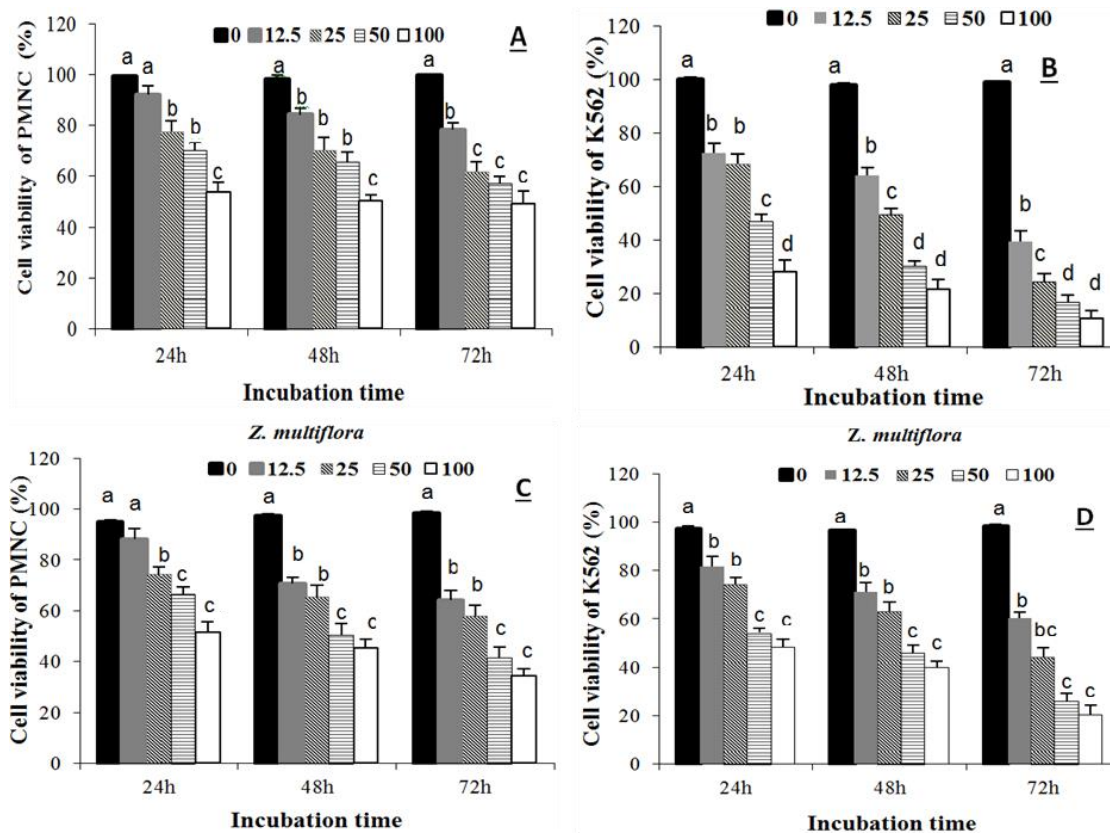 120
100
80
60
40
20
0
Cell viability of PMNC (%)
0 12.5 25 50 100
A
a a b b c
a b b b c
a b c c c
24h 48h 72h
Incubation time
120
100
80
60
40
20
0
Cell viability of K562 (%)
0 12.5 25 50 100
B
a b b c d
a b c d d
a b c d d
24h 48h 72h
Incubation time
Z. multiflora
120
100
80
60
40
20
0
Cell viability of PMNC (%)
0 12.5 25 50 100
C
a a b c c
a b b c c
a b b c c
24h 48h 72h
Incubation time
Z. multiflora
120
100
80
60
40
20
0
Cell viability of K562 (%)
0 12.5 25 50 100
D
a b b c c
a b b c c
a b bc c c
24h 48h 72h
Incubation time